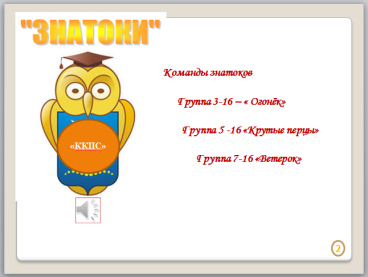 "ЗНАТОКИ"
Команды знатоков
Группа 3-16 – « Огонёк»
Группа 5 -16 «Крутые перцы»
Группа 7-16 «Ветерок»
«ККПС»
2